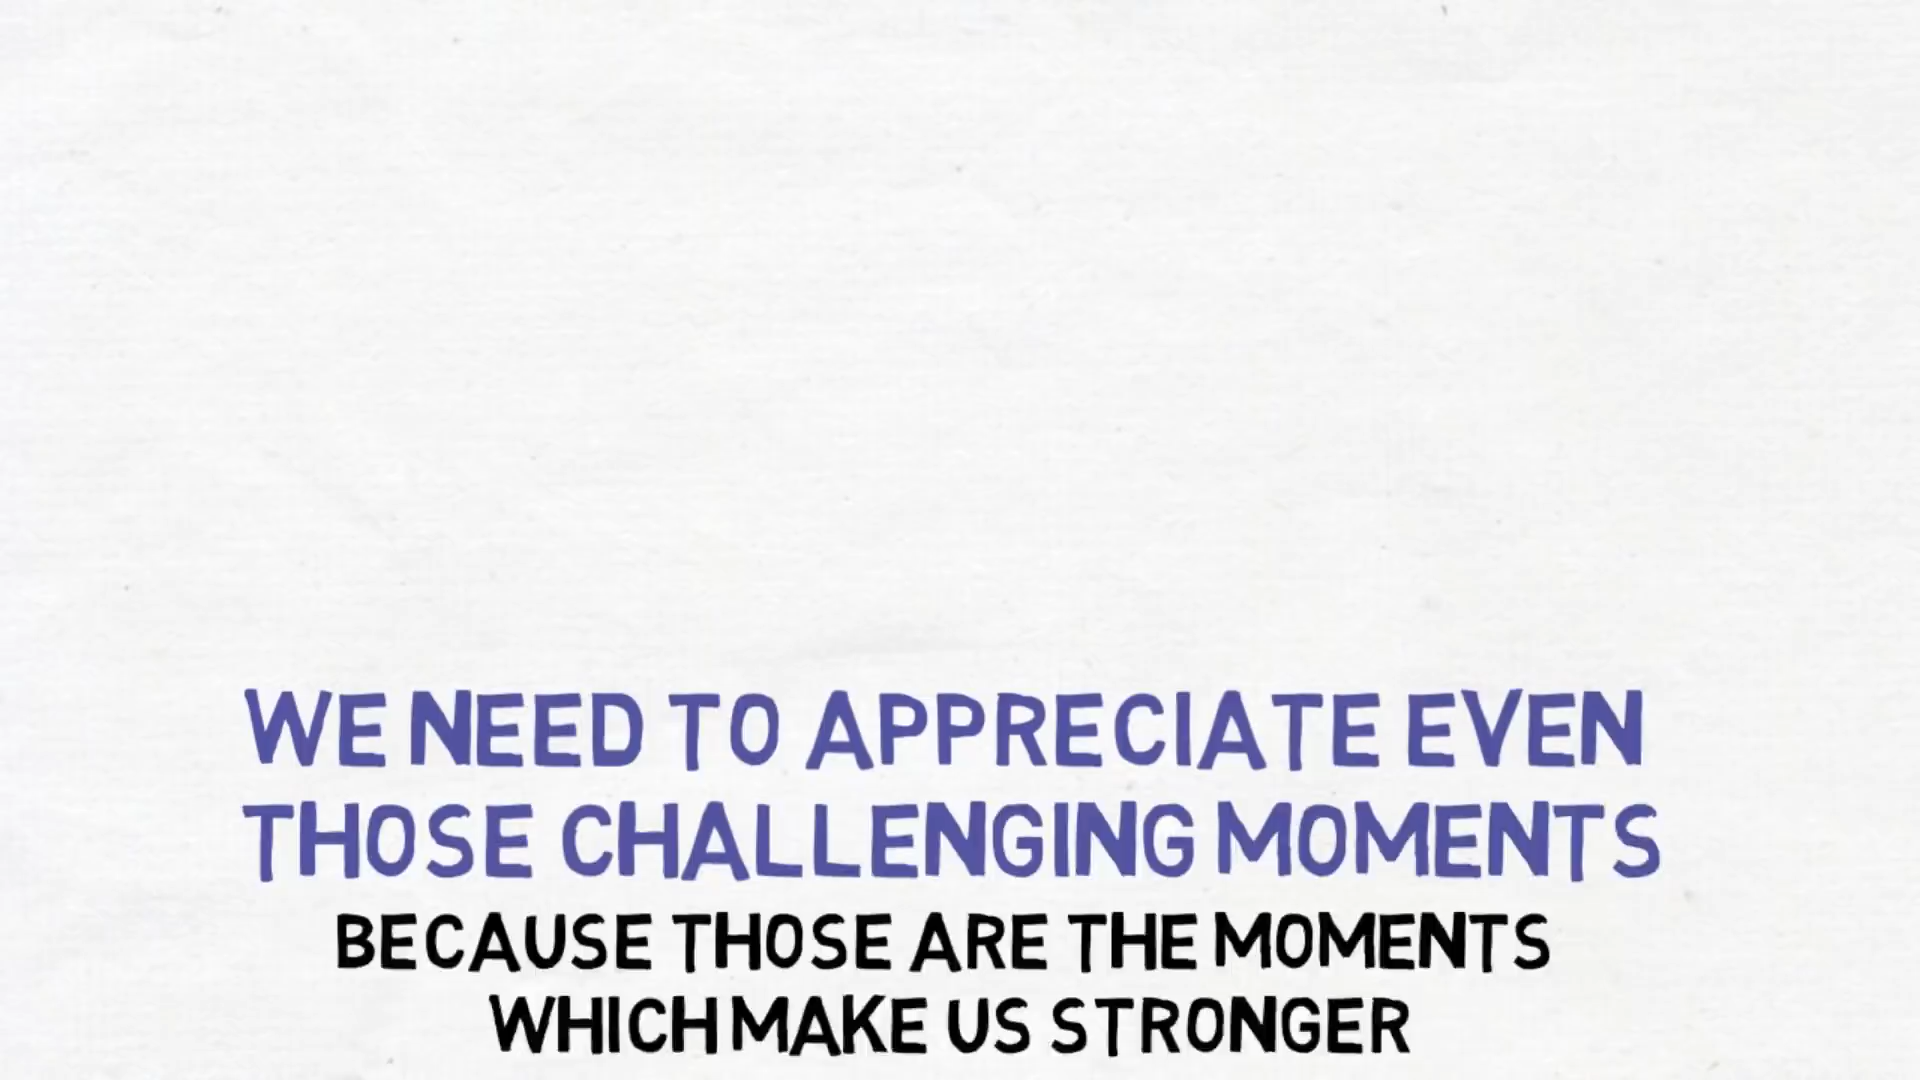 WE NEED TO APPRECIATE EVEN
THOSE CHALLENGING MOMENTS
BECAUSE THOSE ARE THE MOMENTS
WHICH MAKE US STRONGER